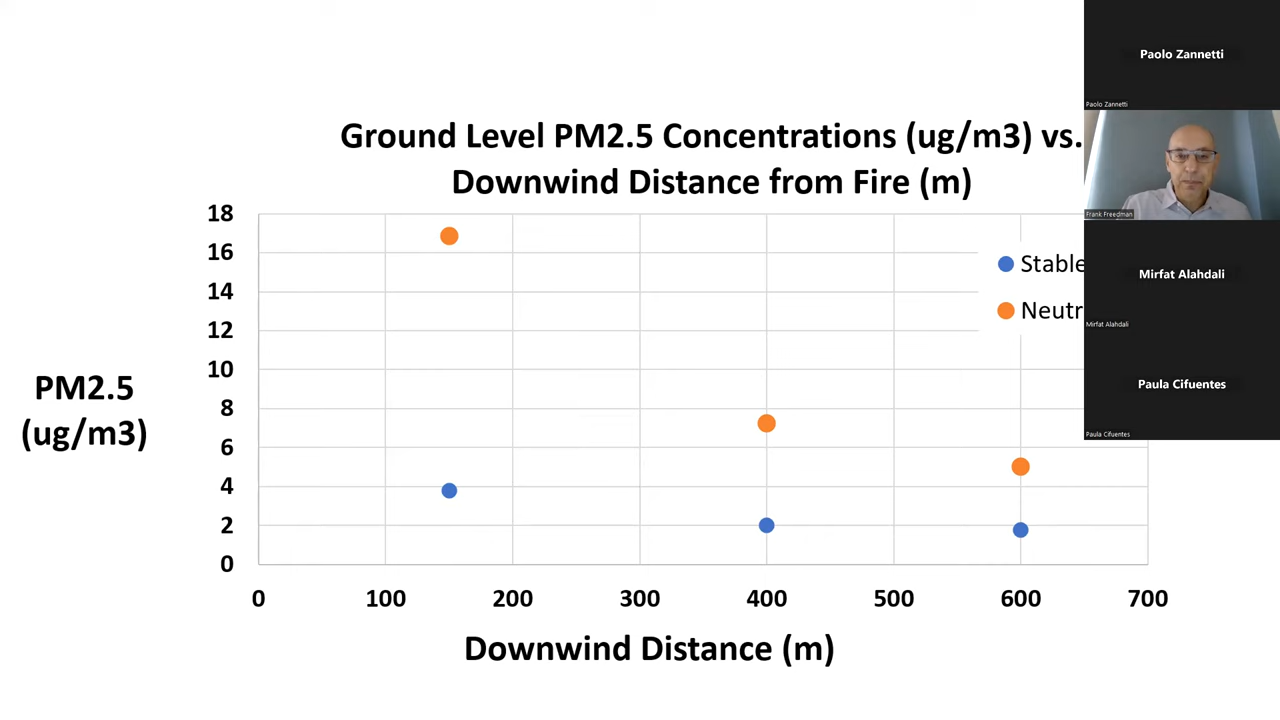 Ground Level PM2.5 Concentrations (ug/m3) vs.
Downwind Distance from Fire (m)
18
16
14
12
10
8
6
4
2
0
PM2.5
(ug/m3)
Stable
Neutr
0 100 200 300 400 500 600 700
Downwind Distance (m)
Paolo Zannetti
Paolo Zannetti
Frank Freedman
Mirfat Alahdali
Mirfat Alahdali
Paula Cifuentes
Paula Cifuentes